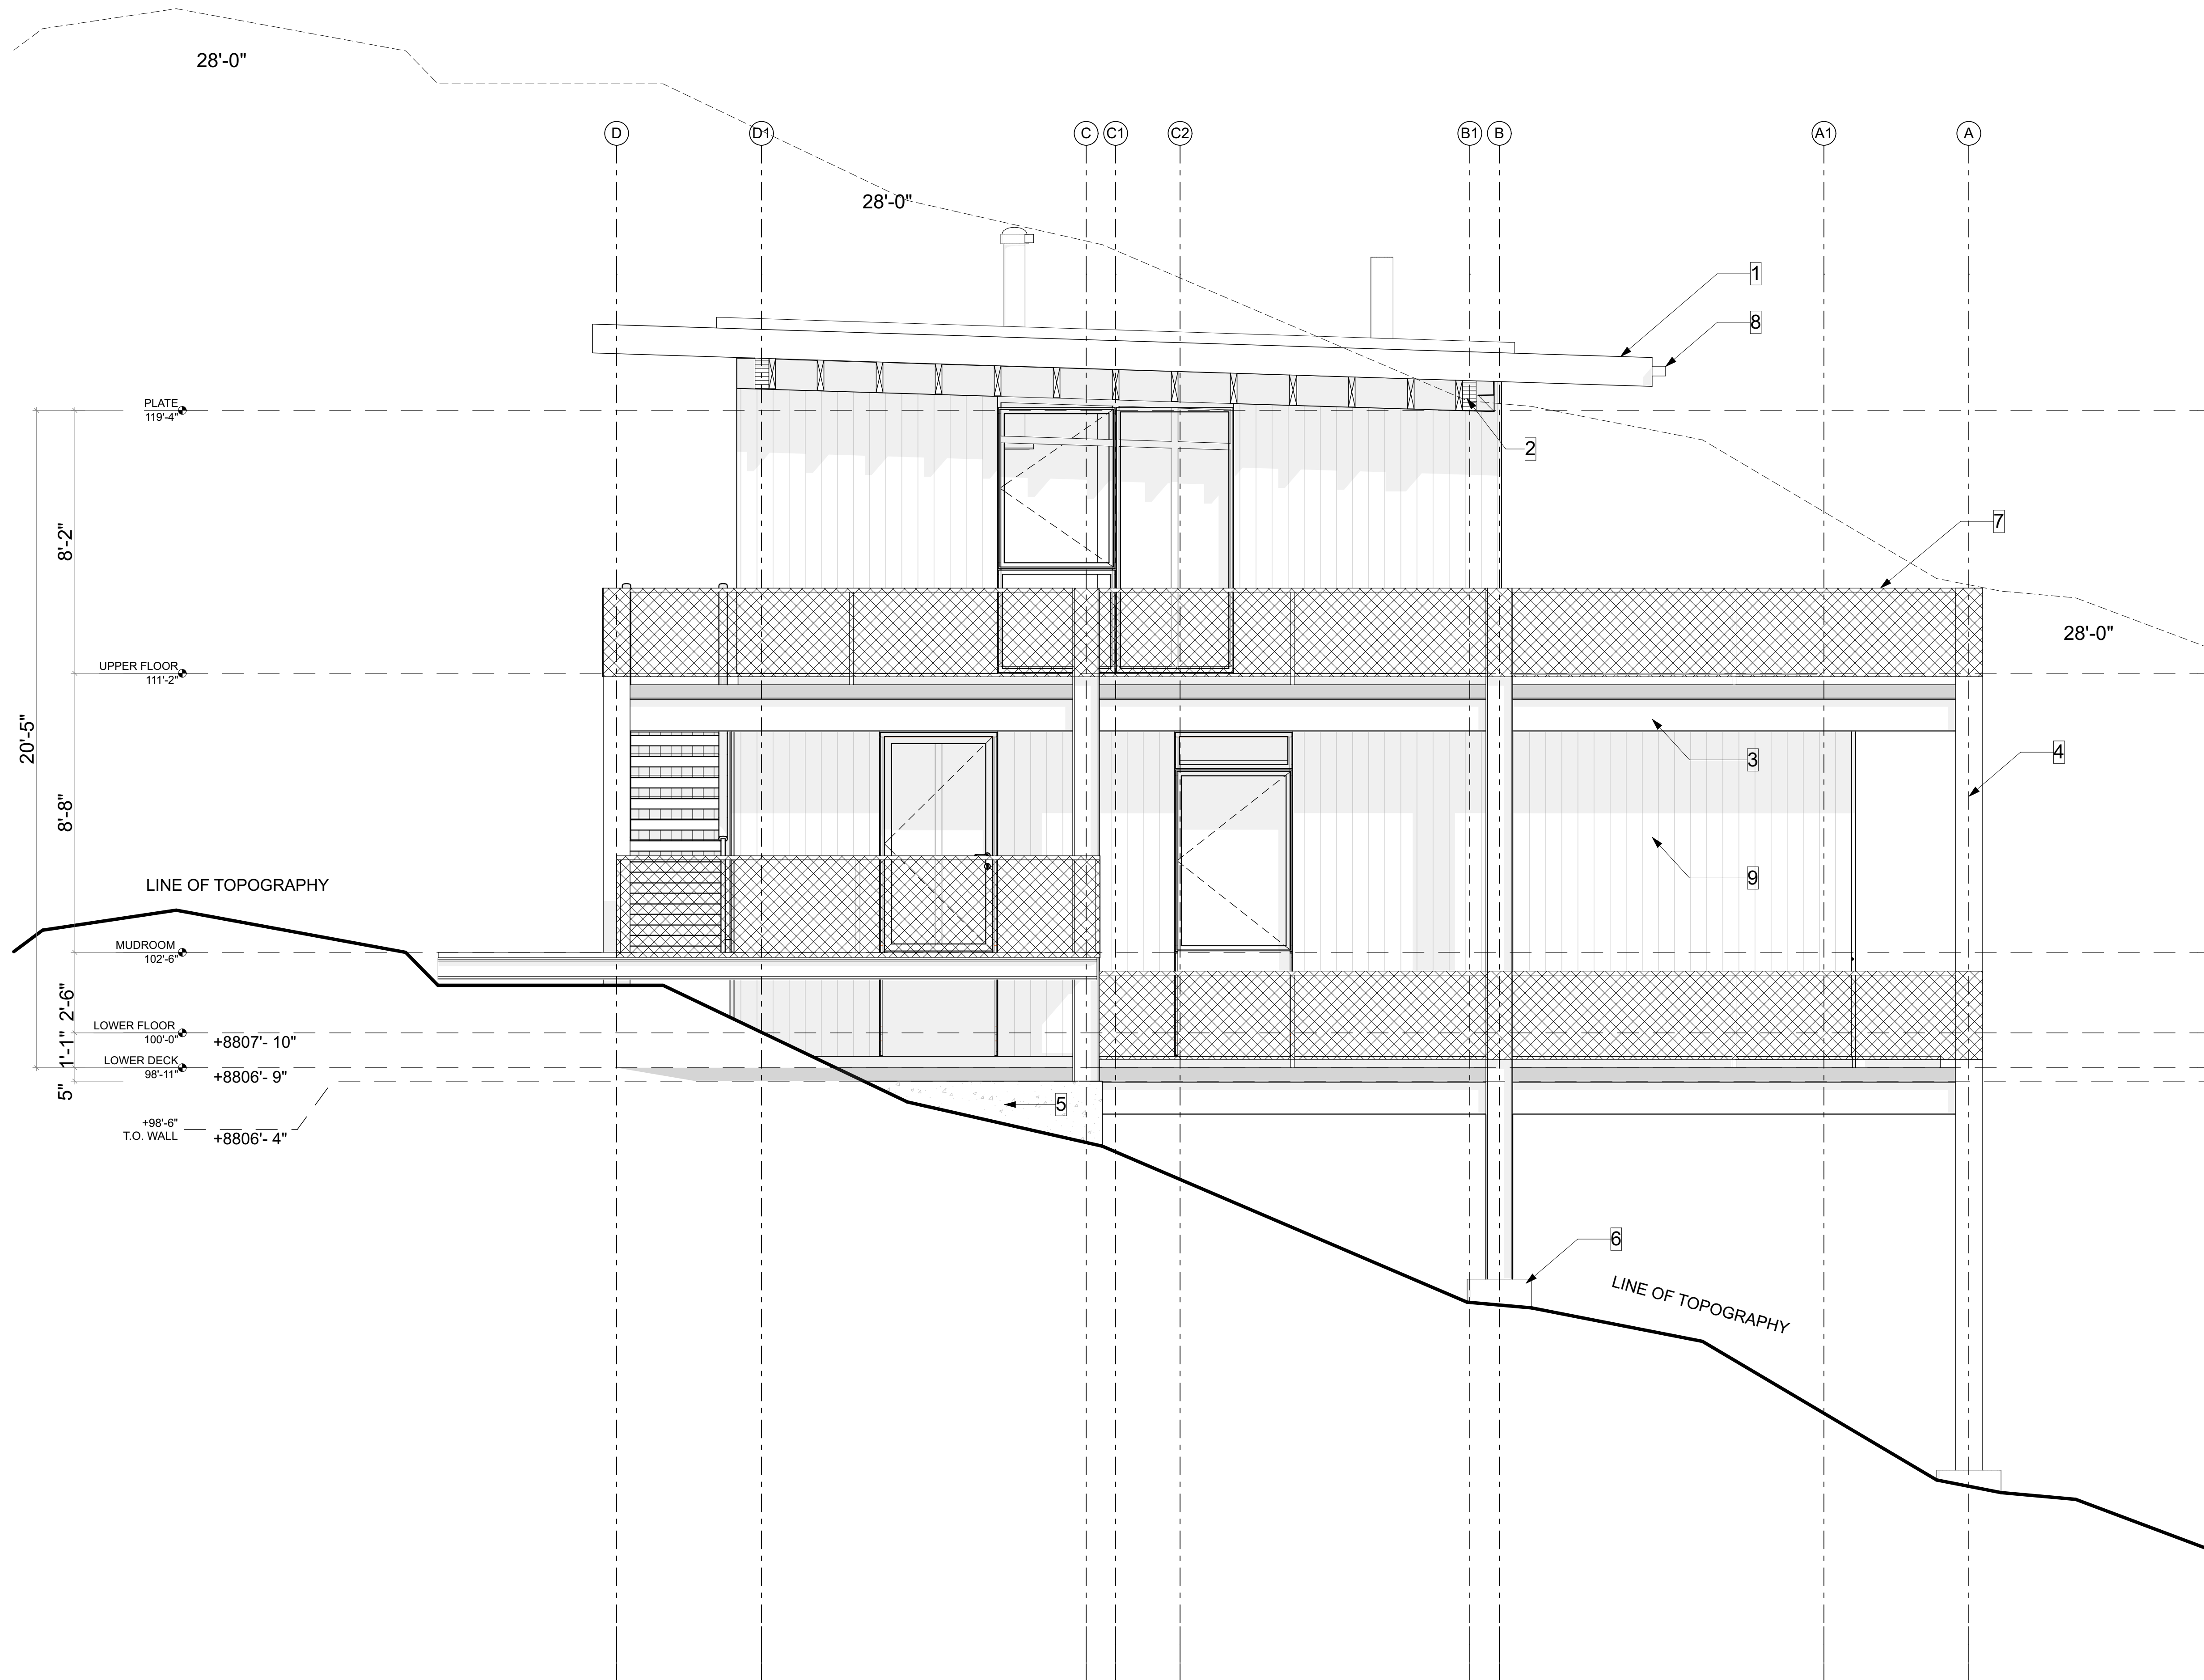 28'-0"
D
D1
C
C1
C2
B1
B
A1
A
28'-0"
1
8
PLATE
119'-4"
2
7
8'-2"
28'-0"
UPPER FLOOR
111'-2"
20'-5"
3
4
8'-8"
9
LINE OF TOPOGRAPHY
MUDROOM
102'-6"
2'-6"
LOWER FLOOR
100'-0"
+8807'- 10"
1'-1"
LOWER DECK
98'-11"
+8806'- 9"
5"
5
+98'-6"
T.O. WALL
+8806'- 4"
6
LINE OF TOPOGRAPHY